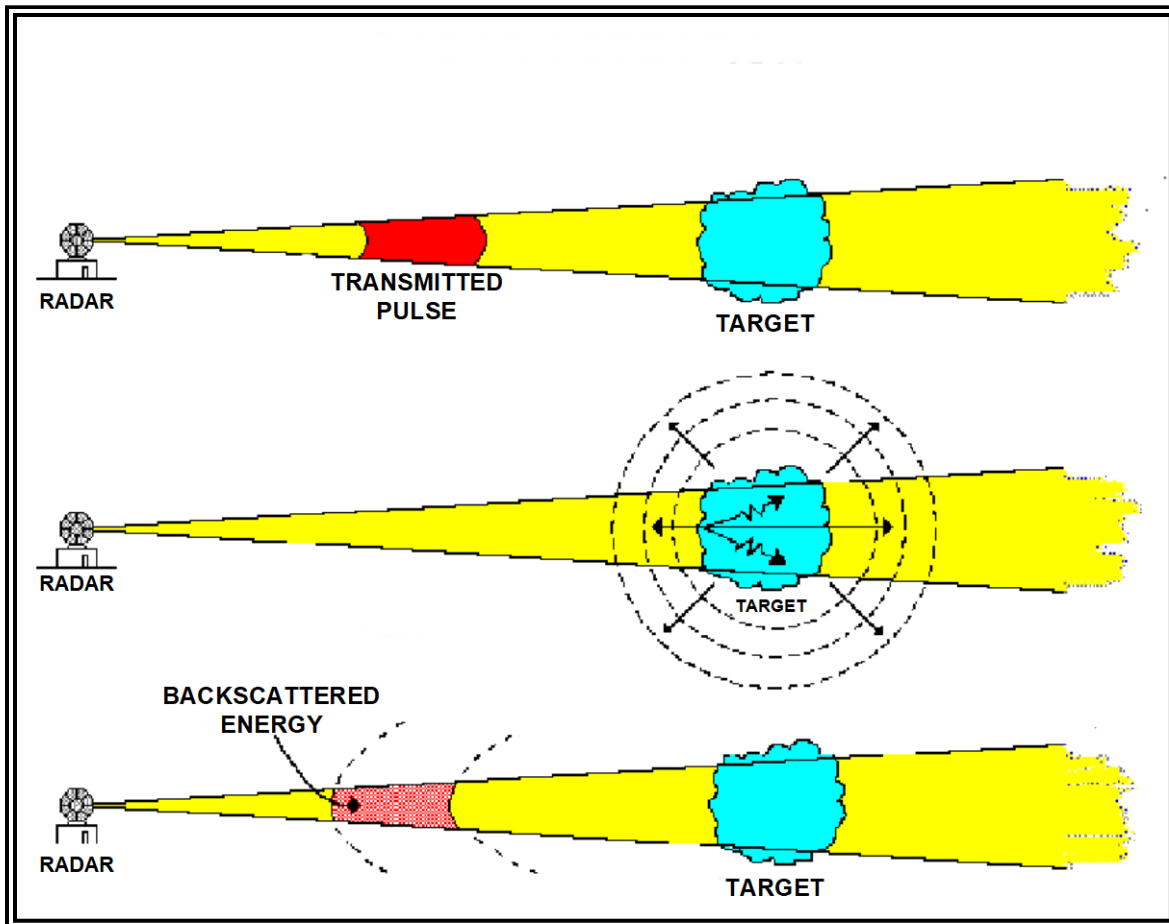 RADAR
TRANSMITTED
PULSE
TARGET
RADAR
TARGET
BACKSCATTERED
ENERGY
RADAR
TARGET